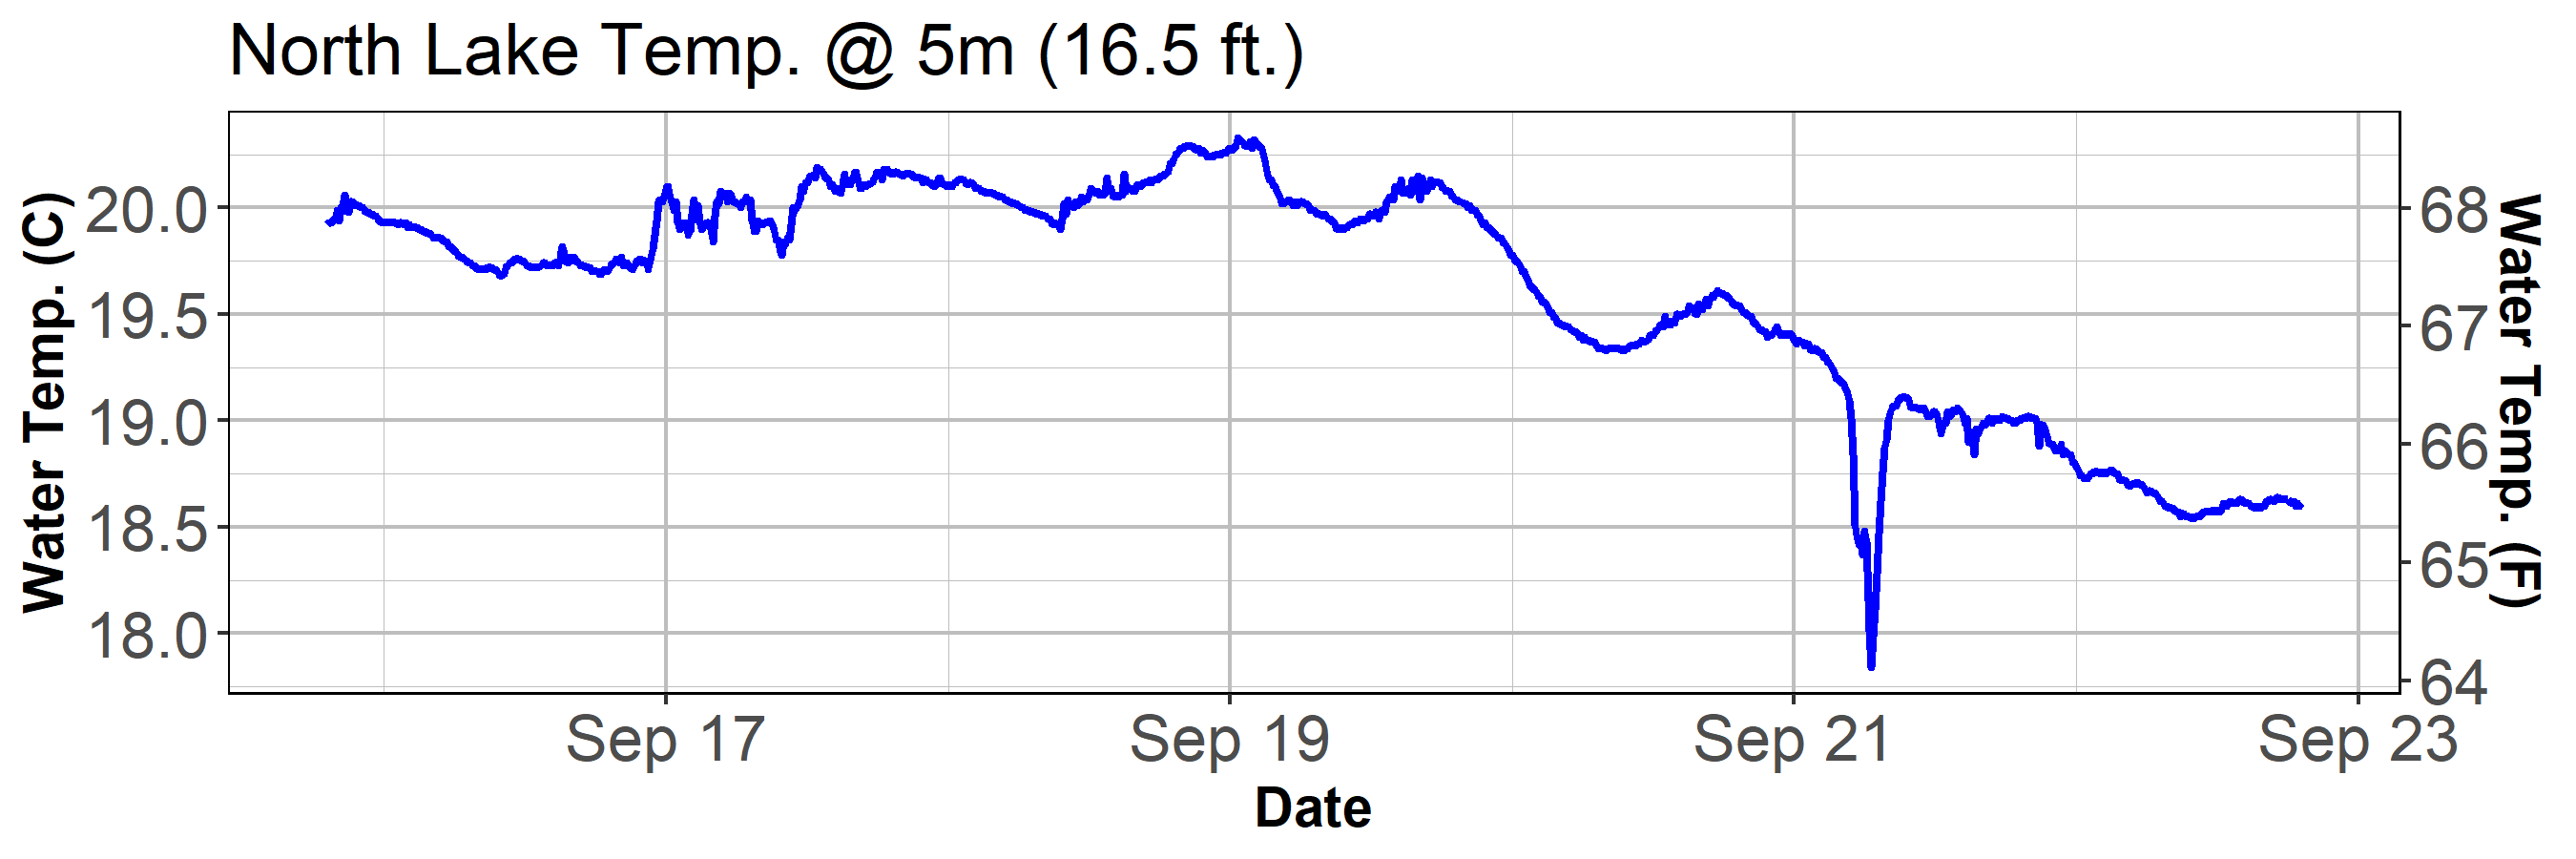 North Lake Temp. @ 5m (16.5 ft.)
Water Temp. (C)
20.0
19.5
19.0
18.5
18.0
68
67
66
65
64
Water Temp. (F)
Sep 17
Sep 19
Sep 21
Sep 23
Date